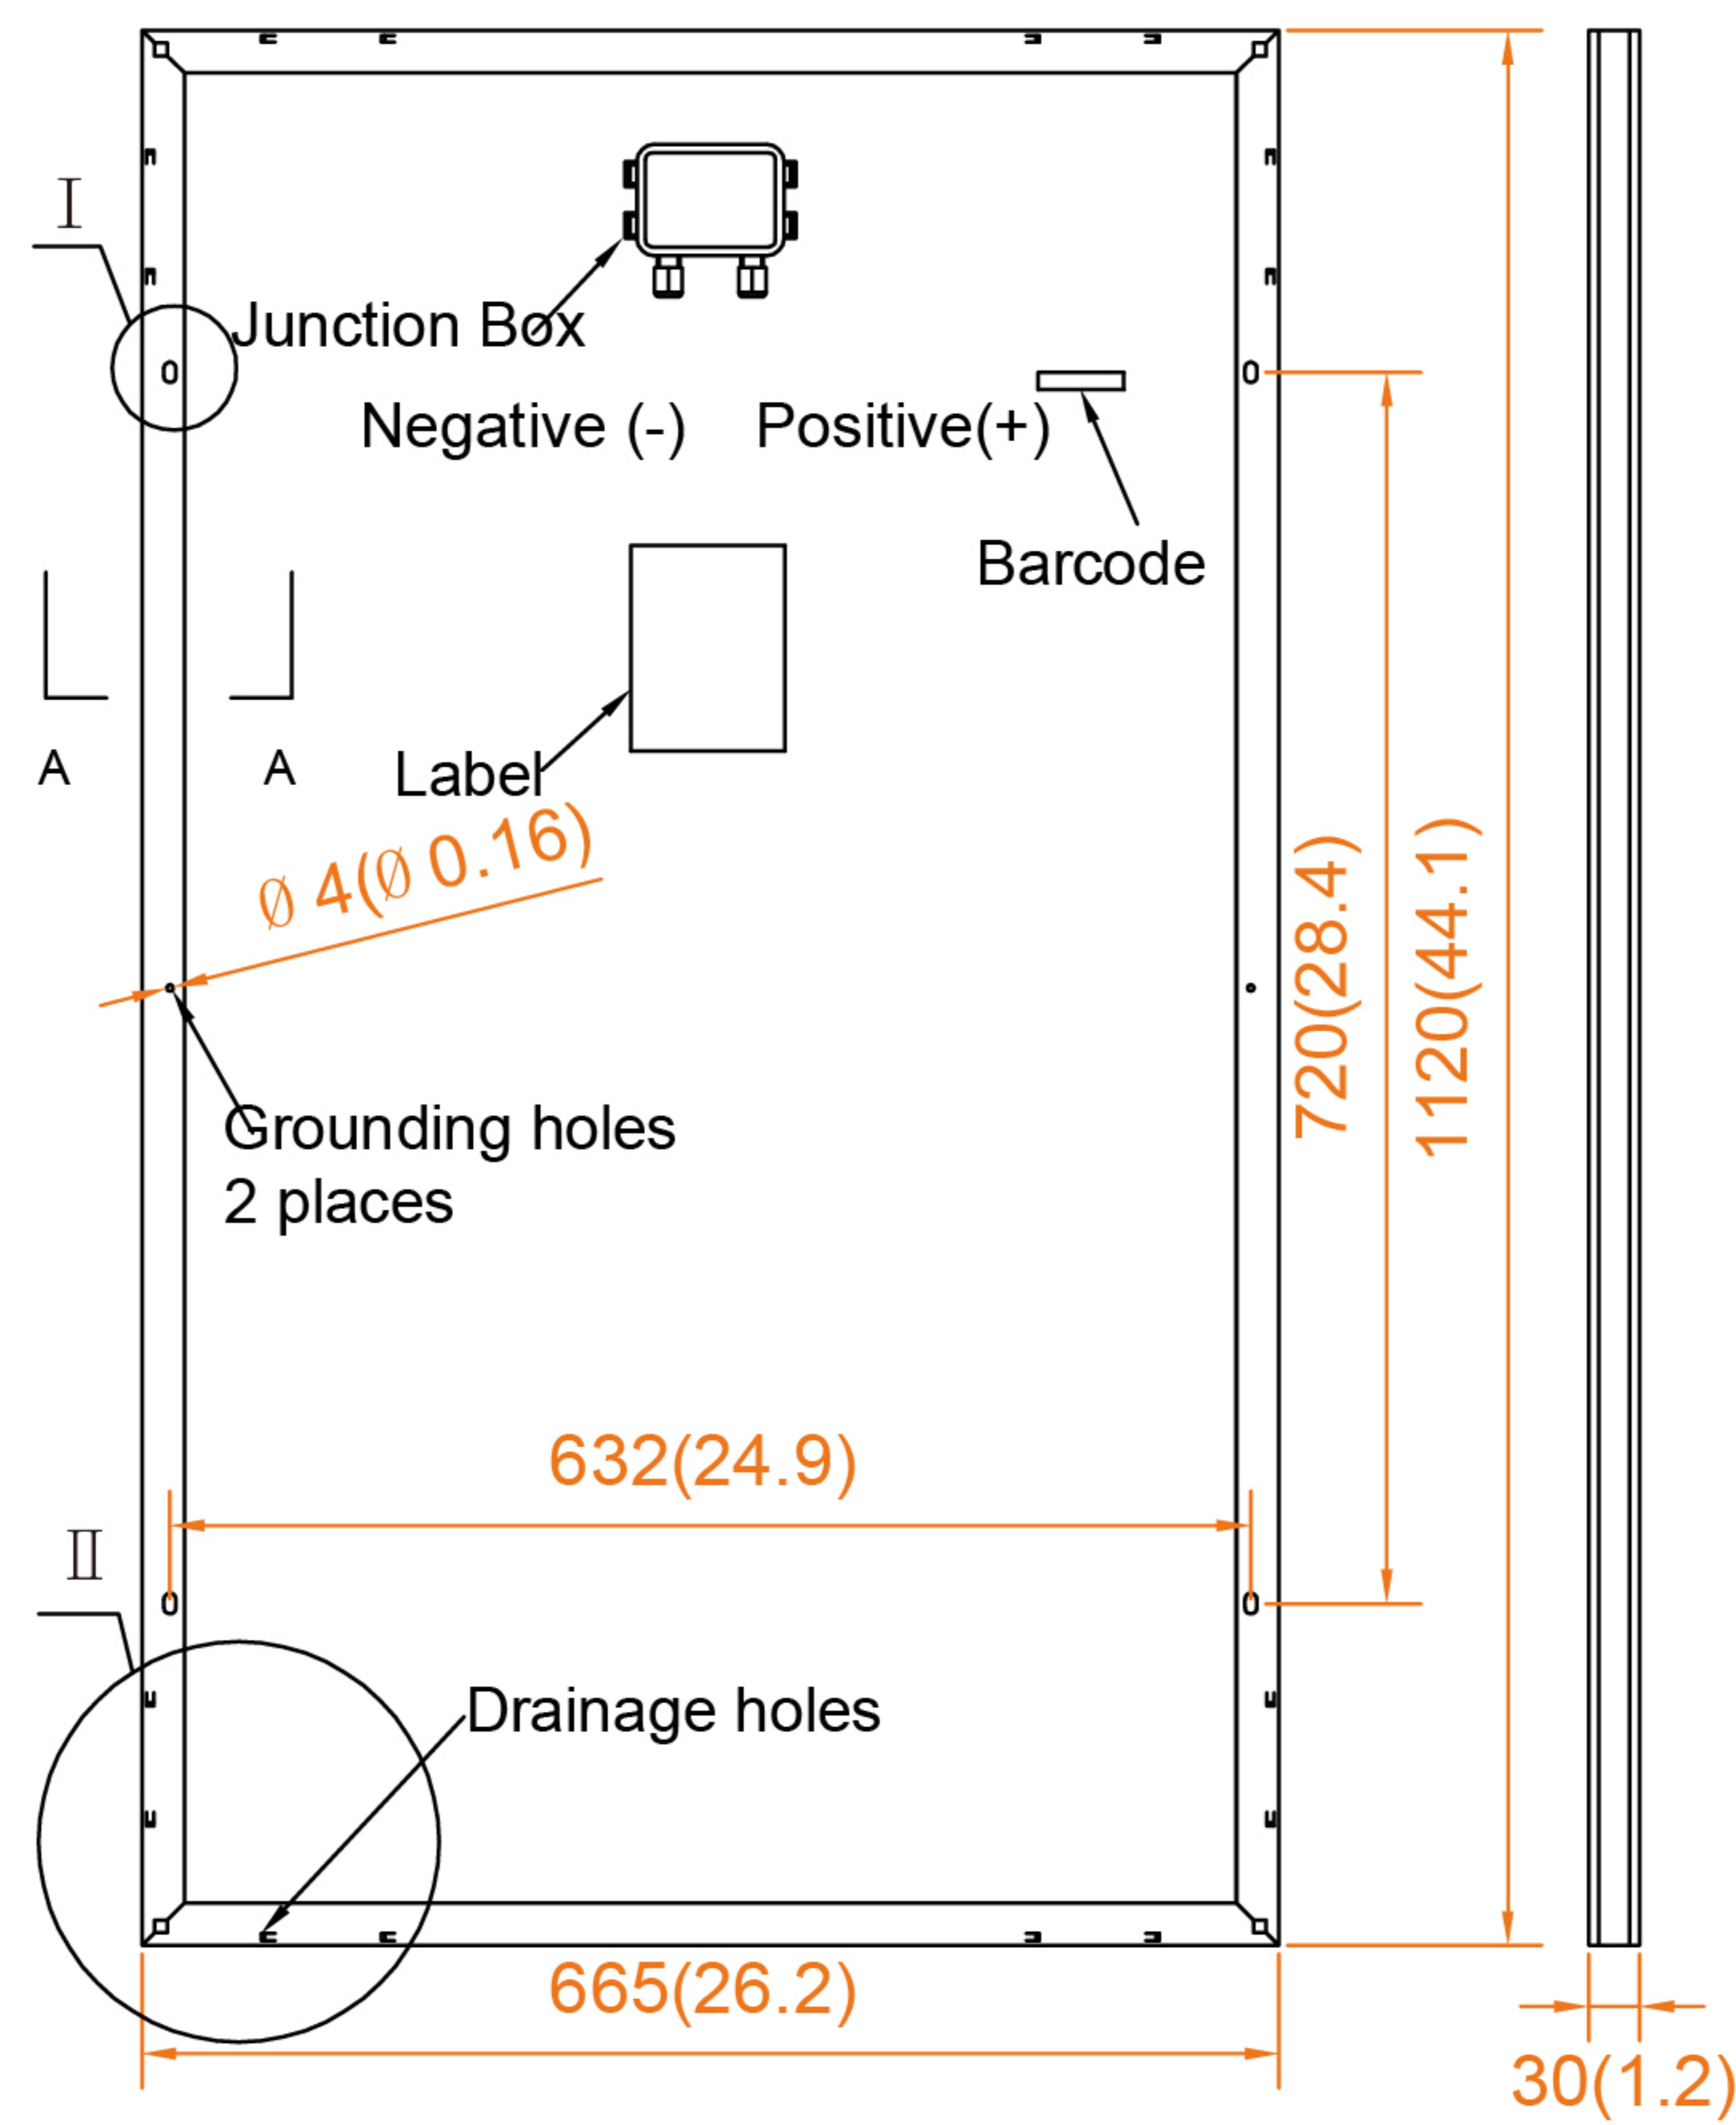 Ⅰ
Junction Box
Negative (-) Positive(+)
Barcode
A A
Label
∅ 4(∅ 0.16)
720(28.4)
1120(44.1)
Grounding holes
2 places
632(24.9)
Ⅱ
Drainage holes
665(26.2)
30(1.2)